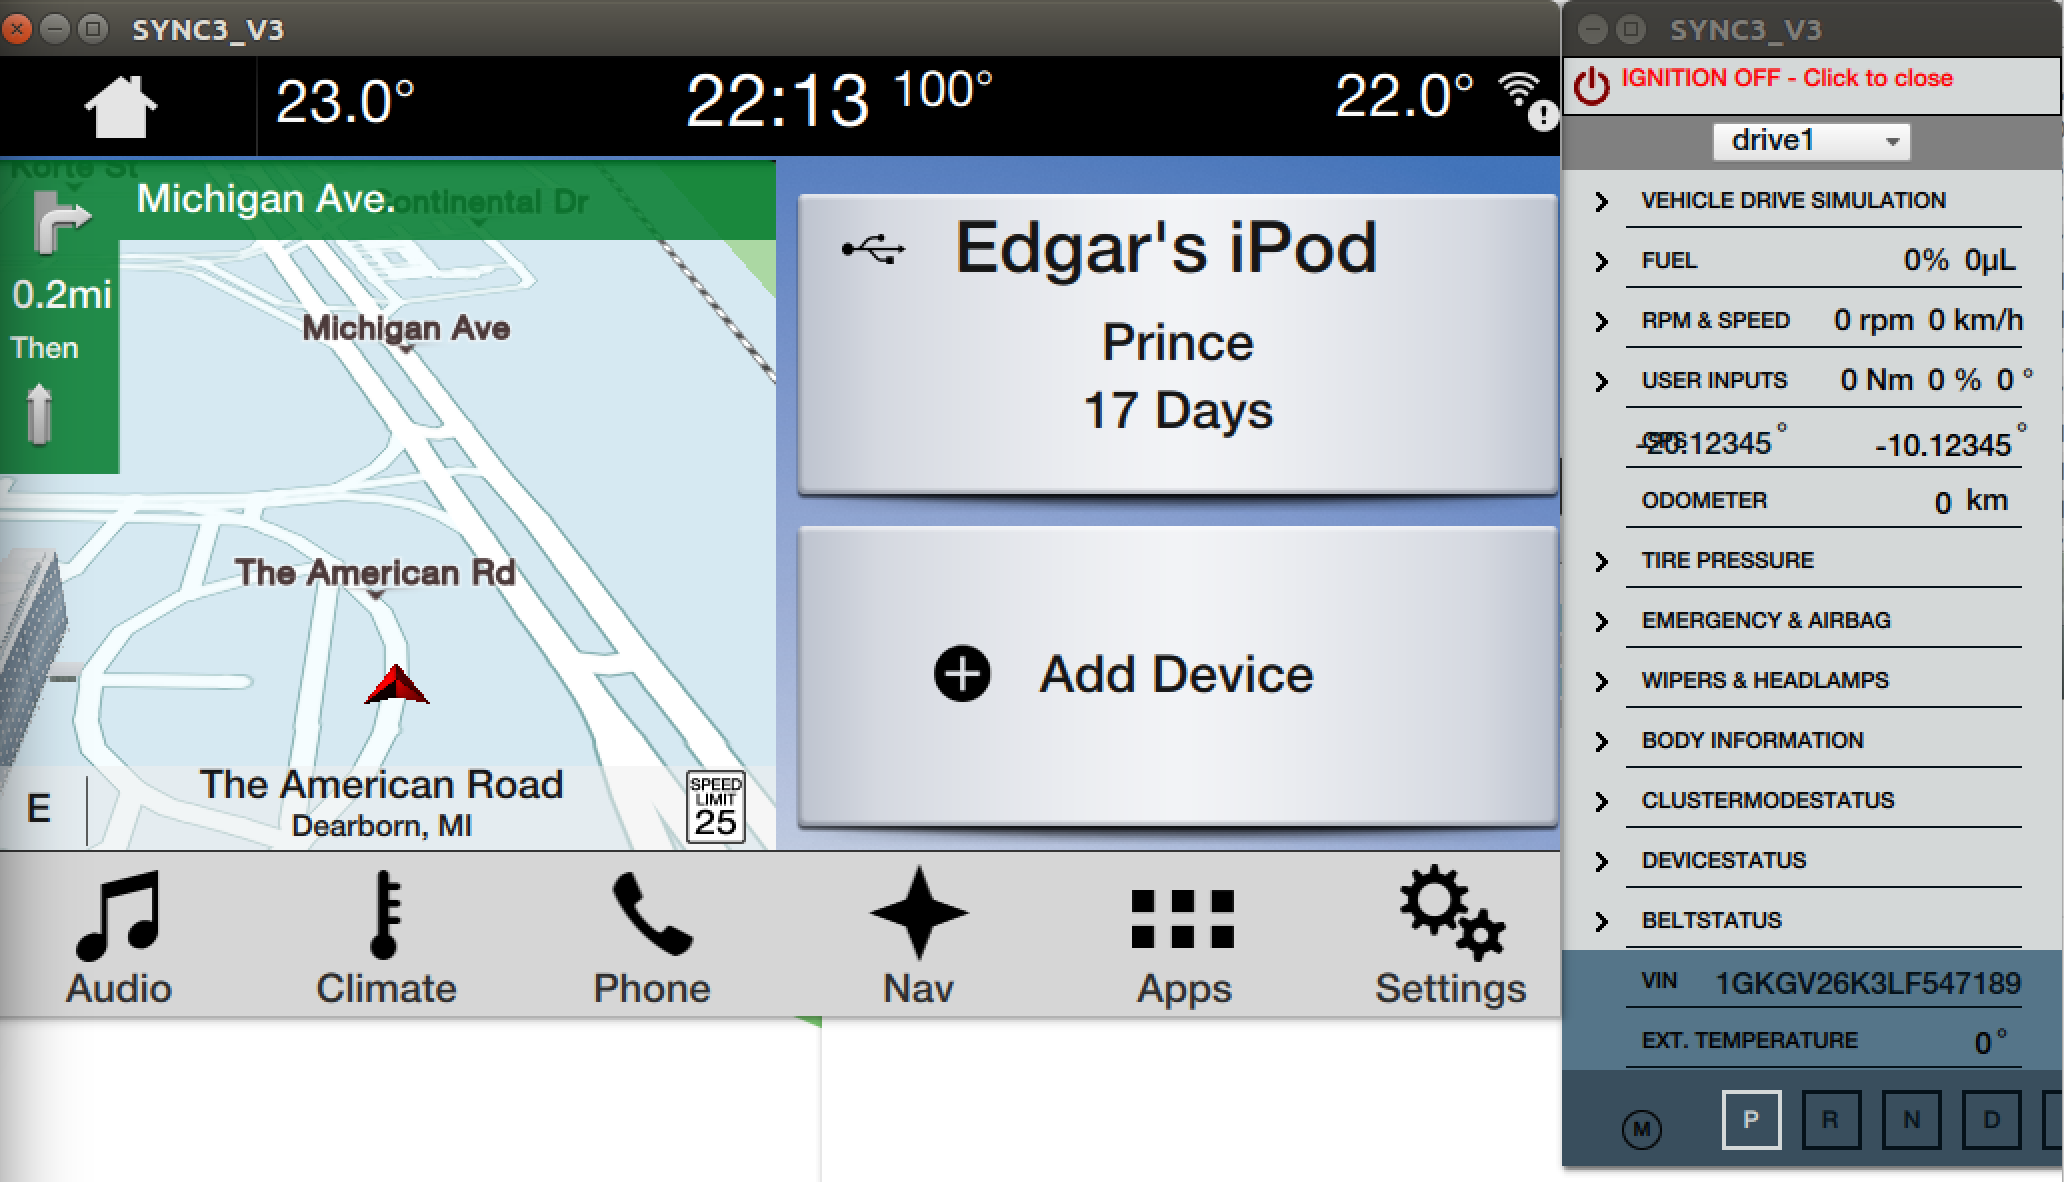 SYNC3_V3
23.0°
22:13 100°
22.0°
Korte St
Continental Dr
Michigan Ave.
0.2mi
Then
Michigan Ave
The American Rd
E
The American Road
Dearborn, MI
SPEED
LIMIT
25
Edgar's iPod
Prince
17 Days
Add Device
Audio
Climate
Phone
Nav
Apps
Settings
SYNC3_V3
IGNITION OFF - Click to close
drive1
VEHICLE DRIVE SIMULATION
FUEL 0% 0µL
RPM & SPEED 0 rpm 0 km/h
USER INPUTS 0 Nm 0 % 0 °
GPS -20.12345° -10.12345°
ODOMETER 0 km
TIRE PRESSURE
EMERGENCY & AIRBAG
WIPERS & HEADLAMPS
BODY INFORMATION
CLUSTERMODESTATUS
DEVICESTATUS
BELTSTATUS
VIN 1GKGV26K3LF547189
EXT. TEMPERATURE 0°
M P R N D